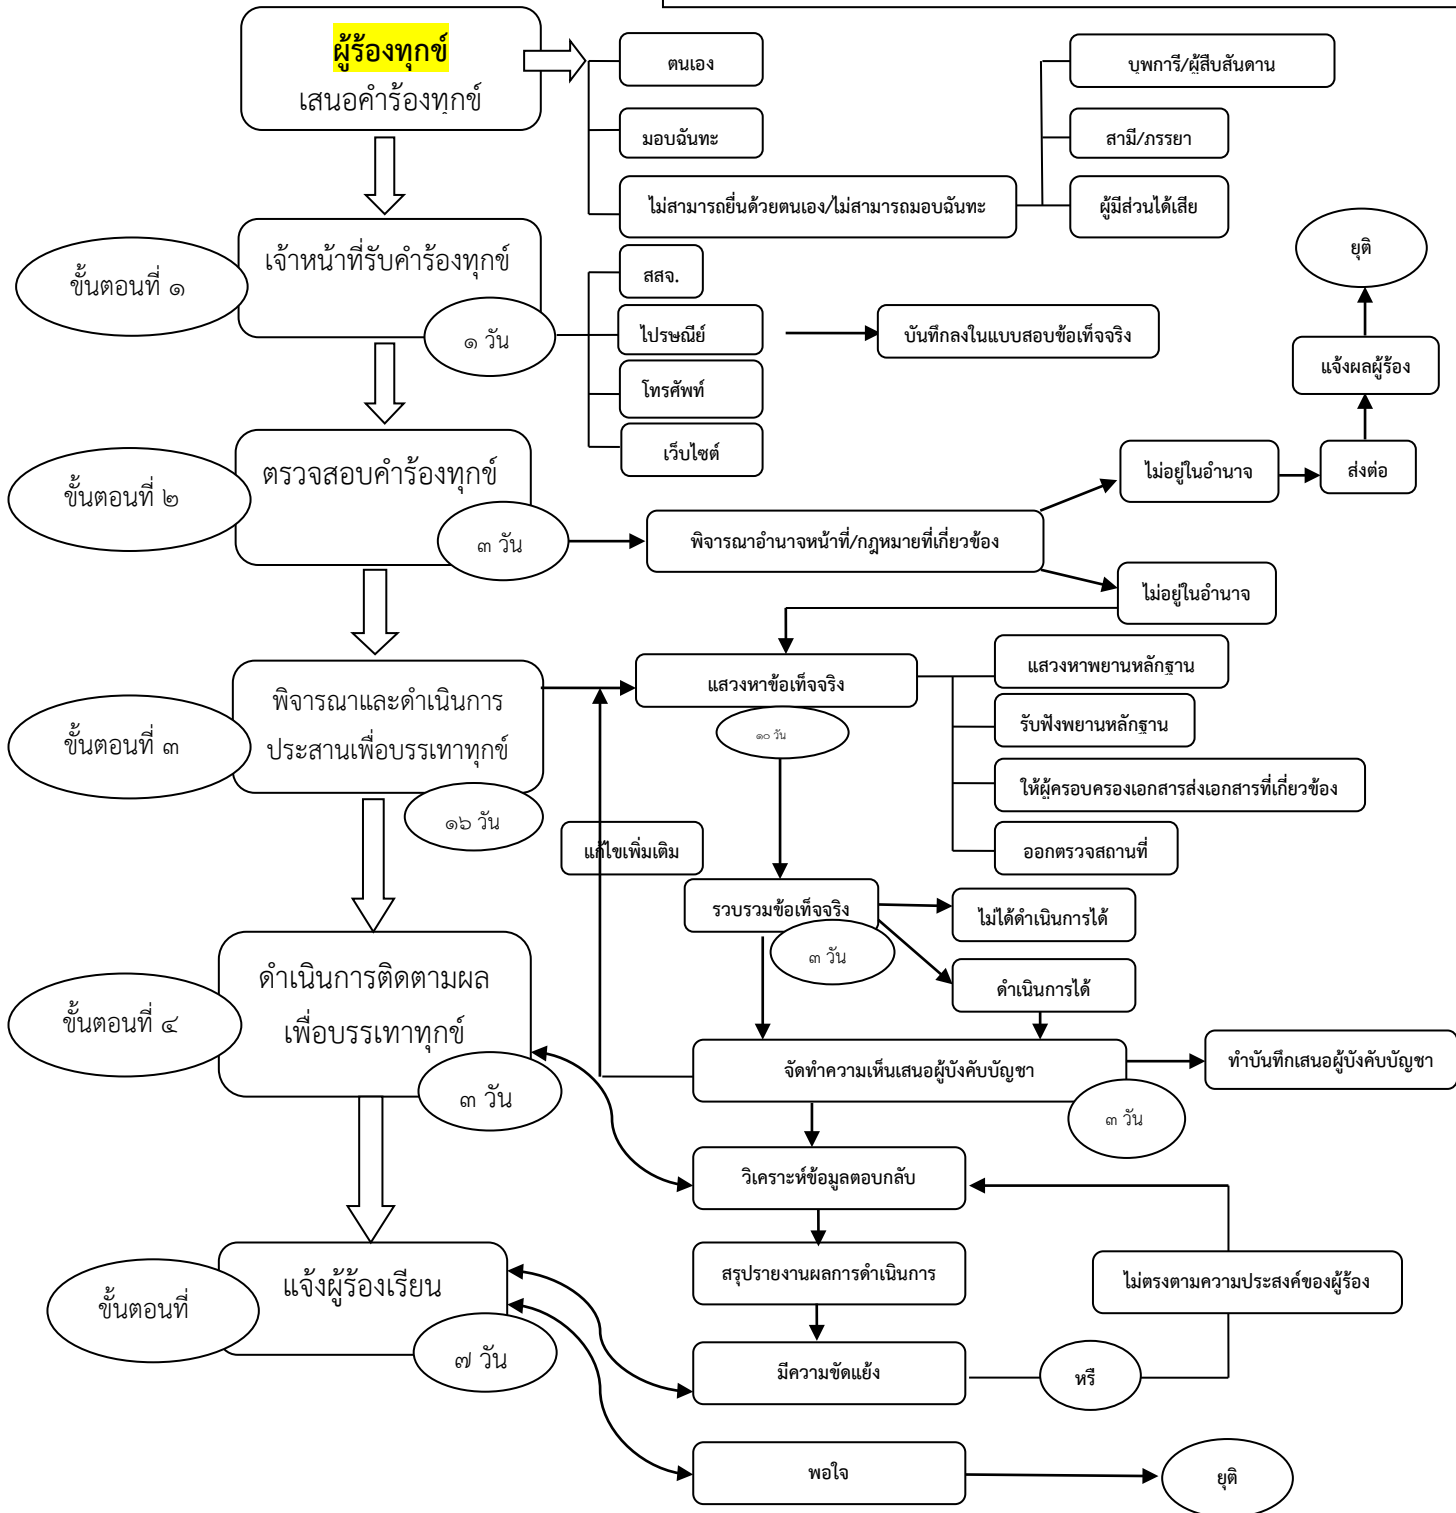 ผู้ร้องทุกข์
เสนอคำร้องทุกข์
ตนเอง
มอบฉันทะ
ไม่สามารถยื่นด้วยตนเอง/ไม่สามารถมอบฉันทะ
บุพการี/ผู้สืบสันดาน
สามี/ภรรยา
ผู้มีส่วนได้เสีย
ขั้นตอนที่ ๑
เจ้าหน้าที่รับคำร้องทุกข์
๑ วัน
สสจ.
ไปรษณีย์
โทรศัพท์
เว็บไซต์
บันทึกลงในแบบสอบข้อเท็จจริง
ยุติ
แจ้งผลผู้ร้อง
ส่งต่อ
ไม่อยู่ในอำนาจ
ขั้นตอนที่ ๒
ตรวจสอบคำร้องทุกข์
๓ วัน
พิจารณาอำนาจหน้าที่/กฎหมายที่เกี่ยวข้อง
ไม่อยู่ในอำนาจ
ขั้นตอนที่ ๓
พิจารณาและดำเนินการ
ประสานเพื่อบรรเทาทุกข์
๑๖ วัน
แสวงหาข้อเท็จจริง
๑๐ วัน
แสวงหาพยานหลักฐาน
รับฟังพยานหลักฐาน
ให้ผู้ครอบครองเอกสารส่งเอกสารที่เกี่ยวข้อง
ออกตรวจสถานที่
แก้ไขเพิ่มเติม
รวบรวมข้อเท็จจริง
๓ วัน
ไม่ได้ดำเนินการได้
ดำเนินการได้
ขั้นตอนที่ ๔
ดำเนินการติดตามผล
เพื่อบรรเทาทุกข์
๓ วัน
จัดทำความเห็นเสนอผู้บังคับบัญชา
๓ วัน
ทำบันทึกเสนอผู้บังคับบัญชา
วิเคราะห์ข้อมูลตอบกลับ
สรุปรายงานผลการดำเนินการ
ไม่ตรงตามความประสงค์ของผู้ร้อง
ขั้นตอนที่
แจ้งผู้ร้องเรียน
๗ วัน
มีความขัดแย้ง
หรื
พอใจ
ยุติ